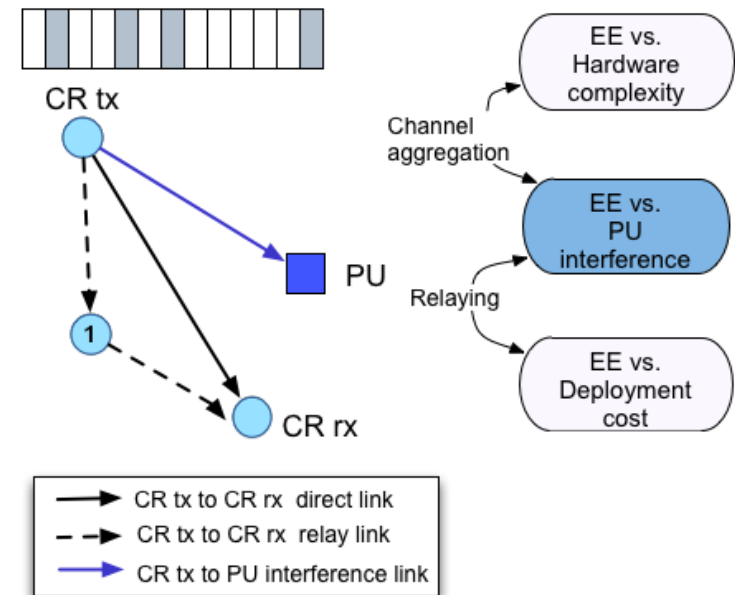 CR tx
PU
1
CR rx
EE vs.
Hardware
complexity
Channel
aggregation
EE vs.
PU
interference
Relaying
EE vs.
Deployment
cost
CR tx to CR rx direct link
CR tx to CR rx relay link
CR tx to PU interference link